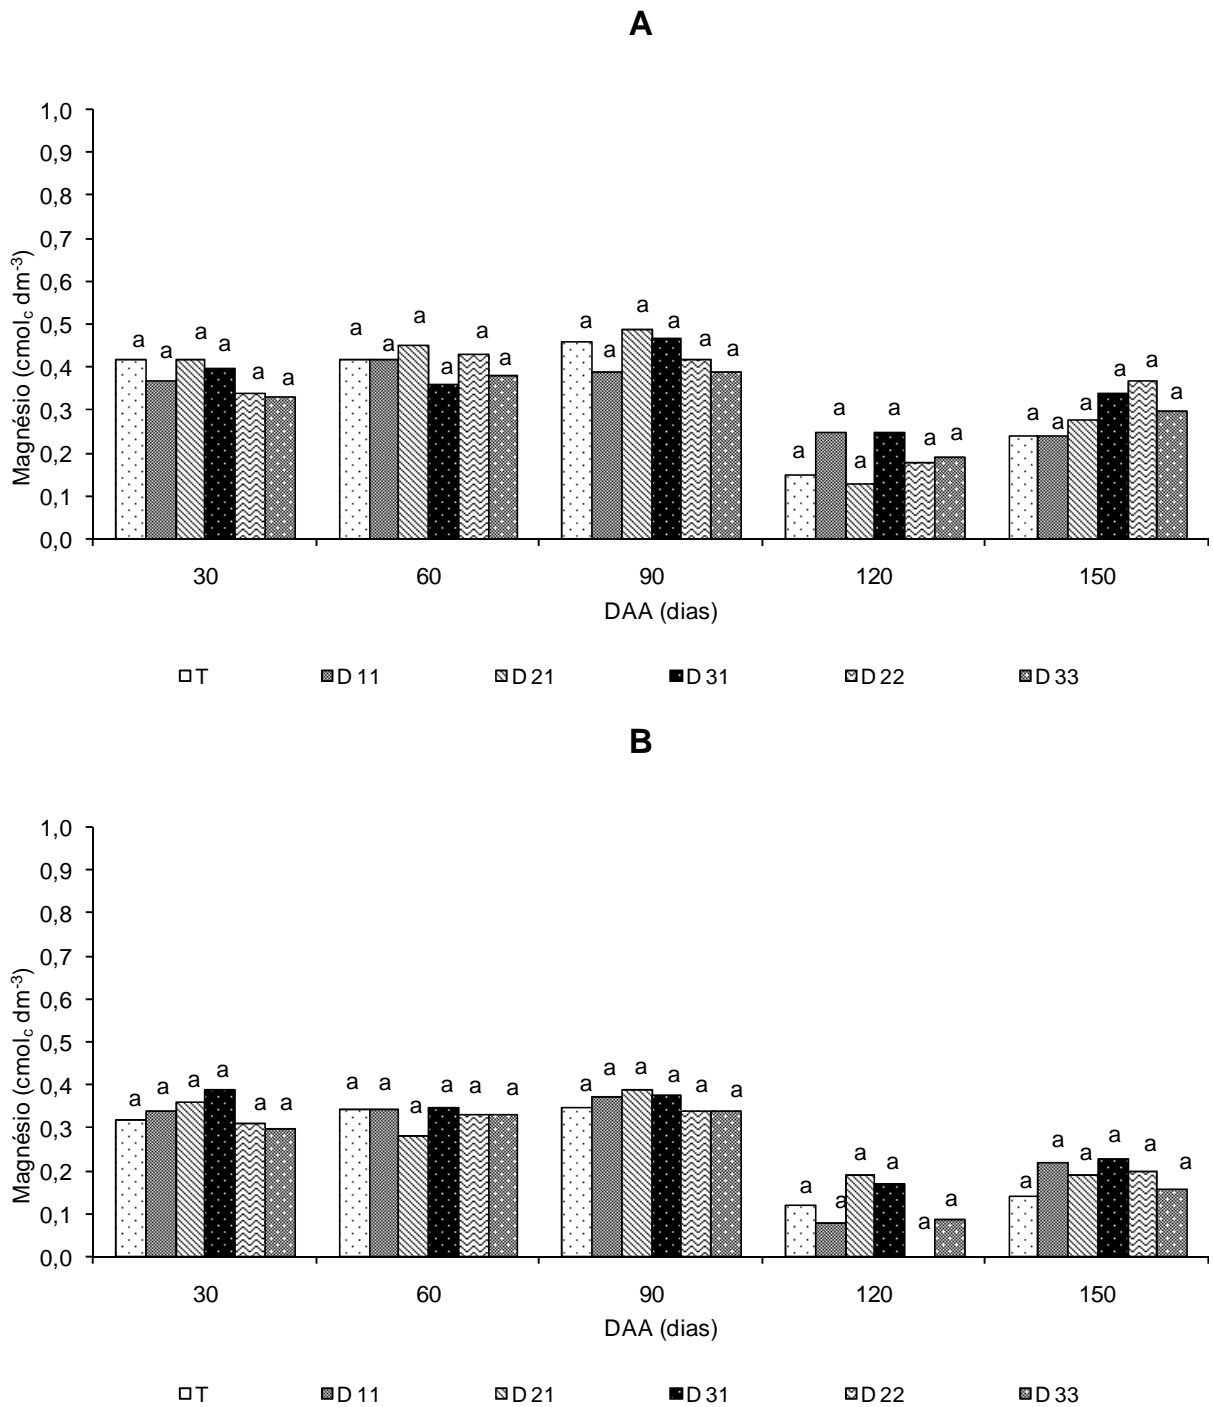 A
1,0
0,9
0,8
0,7
0,6
0,5
0,4
0,3
0,2
0,1
0,0
Magnésio (cmolc dm-3)
a a a a a a
a a a a a a
a a a a a a
a a a a a a
a a a a a a
30 60 90 120 150
DAA (dias)
T D 11 D 21 D 31 D 22 D 33
B
1,0
0,9
0,8
0,7
0,6
0,5
0,4
0,3
0,2
0,1
0,0
Magnésio (cmolc dm-3)
a a a a a a
a a a a a a
a a a a a a
a a a a a a
a a a a a a
30 60 90 120 150
DAA (dias)
T D 11 D 21 D 31 D 22 D 33